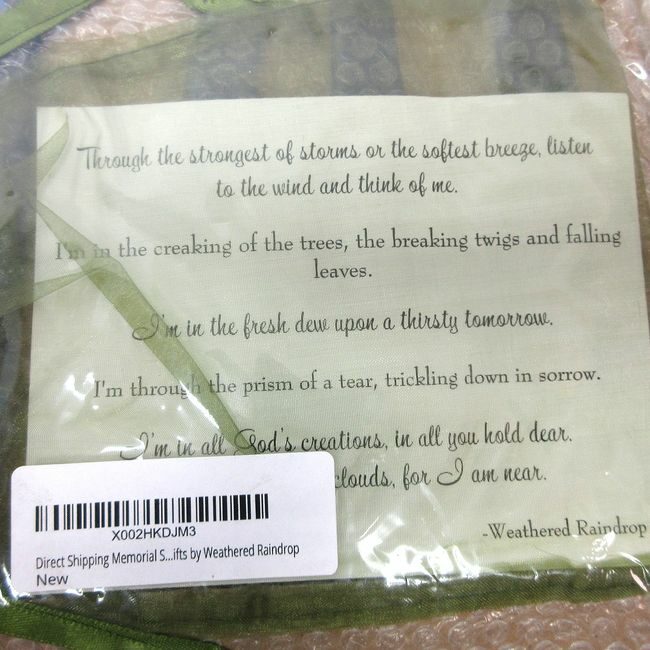 Through the strongest of storms or the softest breeze, listen
to the wind and think of me.
I'm in the creaking of the trees, the breaking twigs and falling
leaves.
I'm in the fresh dew upon a thirsty tomorrow.
I'm through the prism of a tear, trickling down in sorrow.
I'm in all God's creations, in all you hold dear.
clouds, for I am near.
-Weathered Raindrop
X002HKDJM3
Direct Shipping Memorial S...ifts by Weathered Raindrop
New